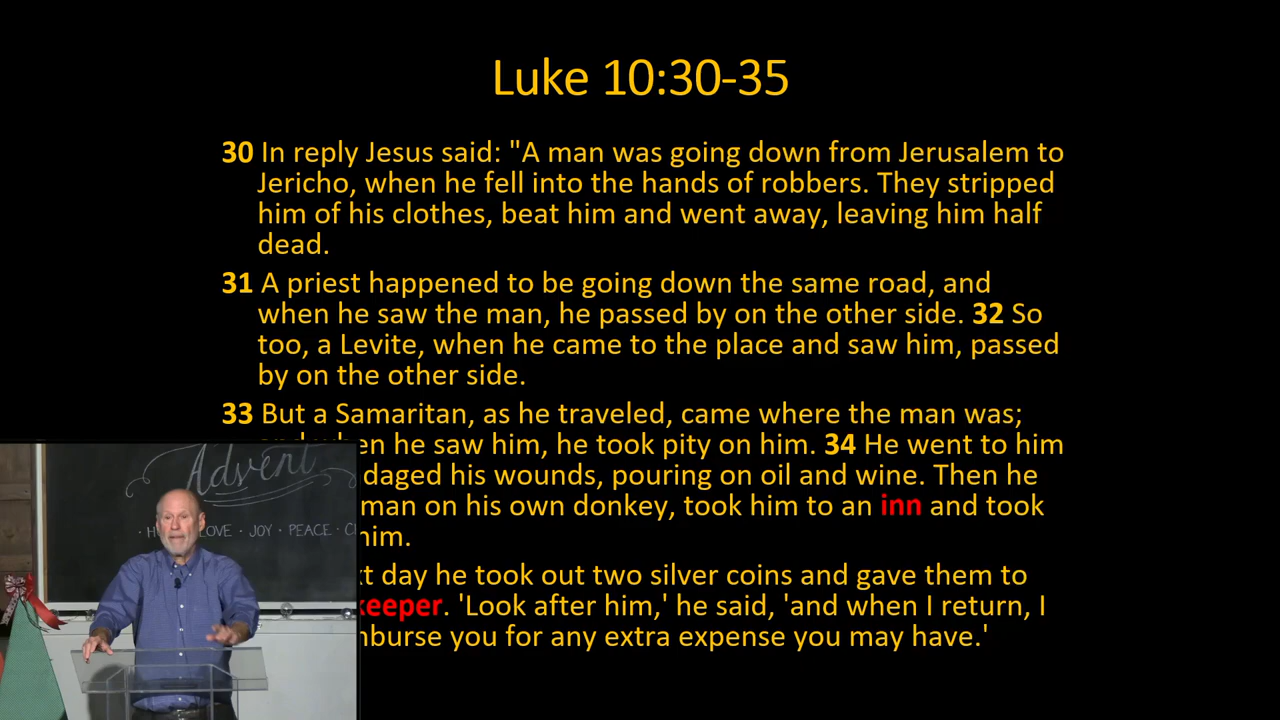 Luke 10:30-35
30 In reply Jesus said: "A man was going down from Jerusalem to
Jericho, when he fell into the hands of robbers. They stripped
him of his clothes, beat him and went away, leaving him half
dead.
31 A priest happened to be going down the same road, and
when he saw the man, he passed by on the other side. 32 So
too, a Levite, when he came to the place and saw him, passed
by on the other side.
33 But a Samaritan, as he traveled, came where the man was;
he saw him, he took pity on him. 34 He went to him
daged his wounds, pouring on oil and wine. Then he
man on his own donkey, took him to an inn and took
him.
day he took out two silver coins and gave them to
keeper. 'Look after him,' he said, 'and when I return, I
burse you for any extra expense you may have.'
Advent
OVE · JOY · PEACE ·